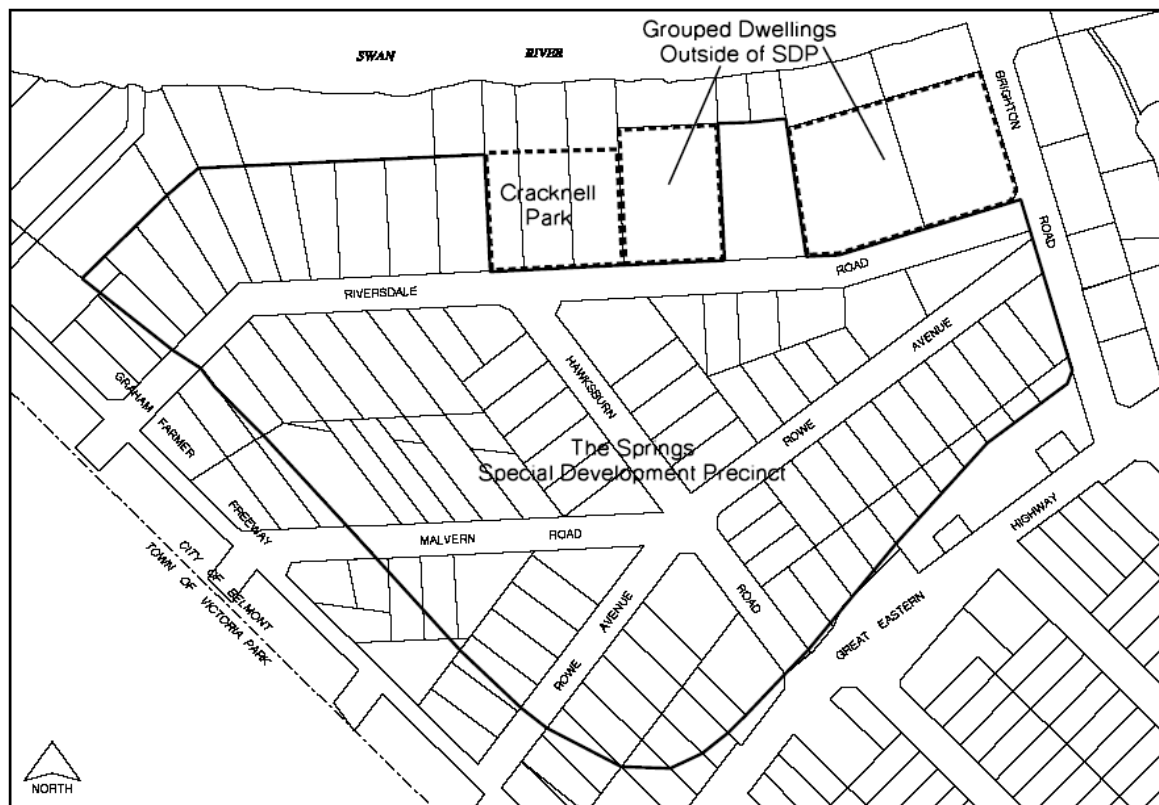 SWAN RIVER
Grouped Dwellings
Outside of SDP
BRIGHTON
ROAD
Cracknell
Park
RIVERSDALE
ROAD
HAWKSBURN
ROAD
ROWE
AVENUE
GRAHAM FARMER
FREEWAY
The Springs
Special Development Precinct
MALVERN ROAD
ROWE AVENUE
GREAT EASTERN
HIGHWAY
CITY OF BELMONT
TOWN OF VICTORIA PARK
NORTH